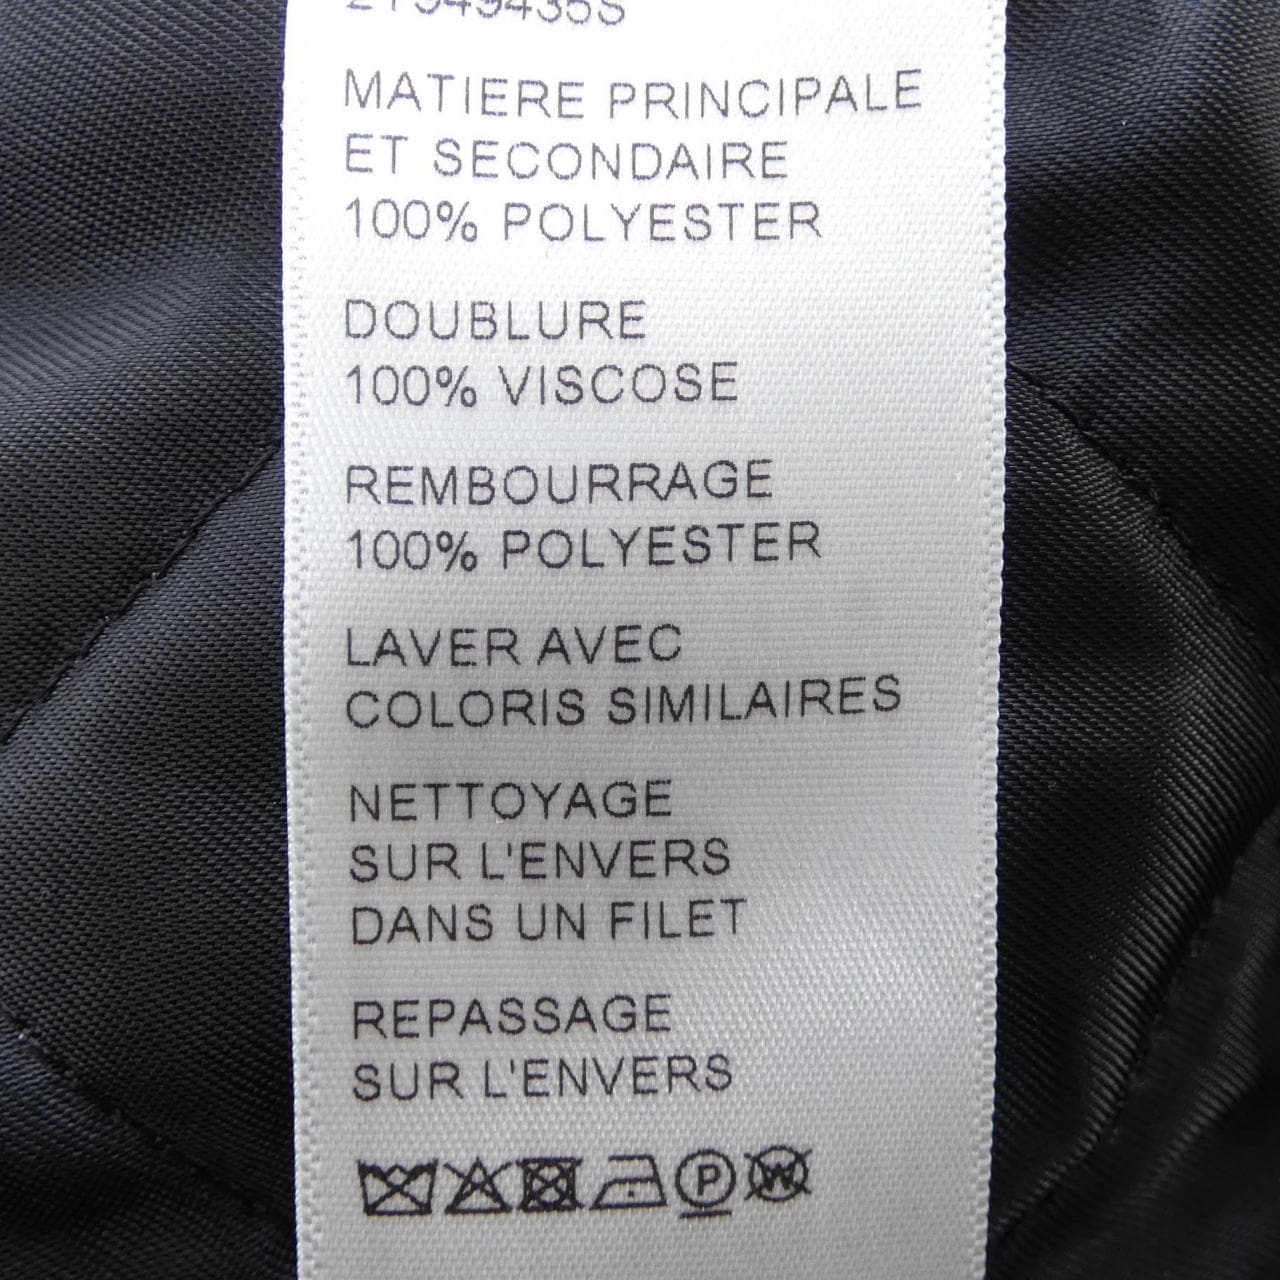 MATIERE PRINCIPALE
ET SECONDAIRE
100% POLYESTER
DOUBLURE
100% VISCOSE
REMBOURRAGE
100% POLYESTER
LAVER AVEC
COLORIS SIMILAIRES
NETTOYAGE
SUR L'ENVERS
DANS UN FILET
REPASSAGE
SUR L'ENVERS
P W